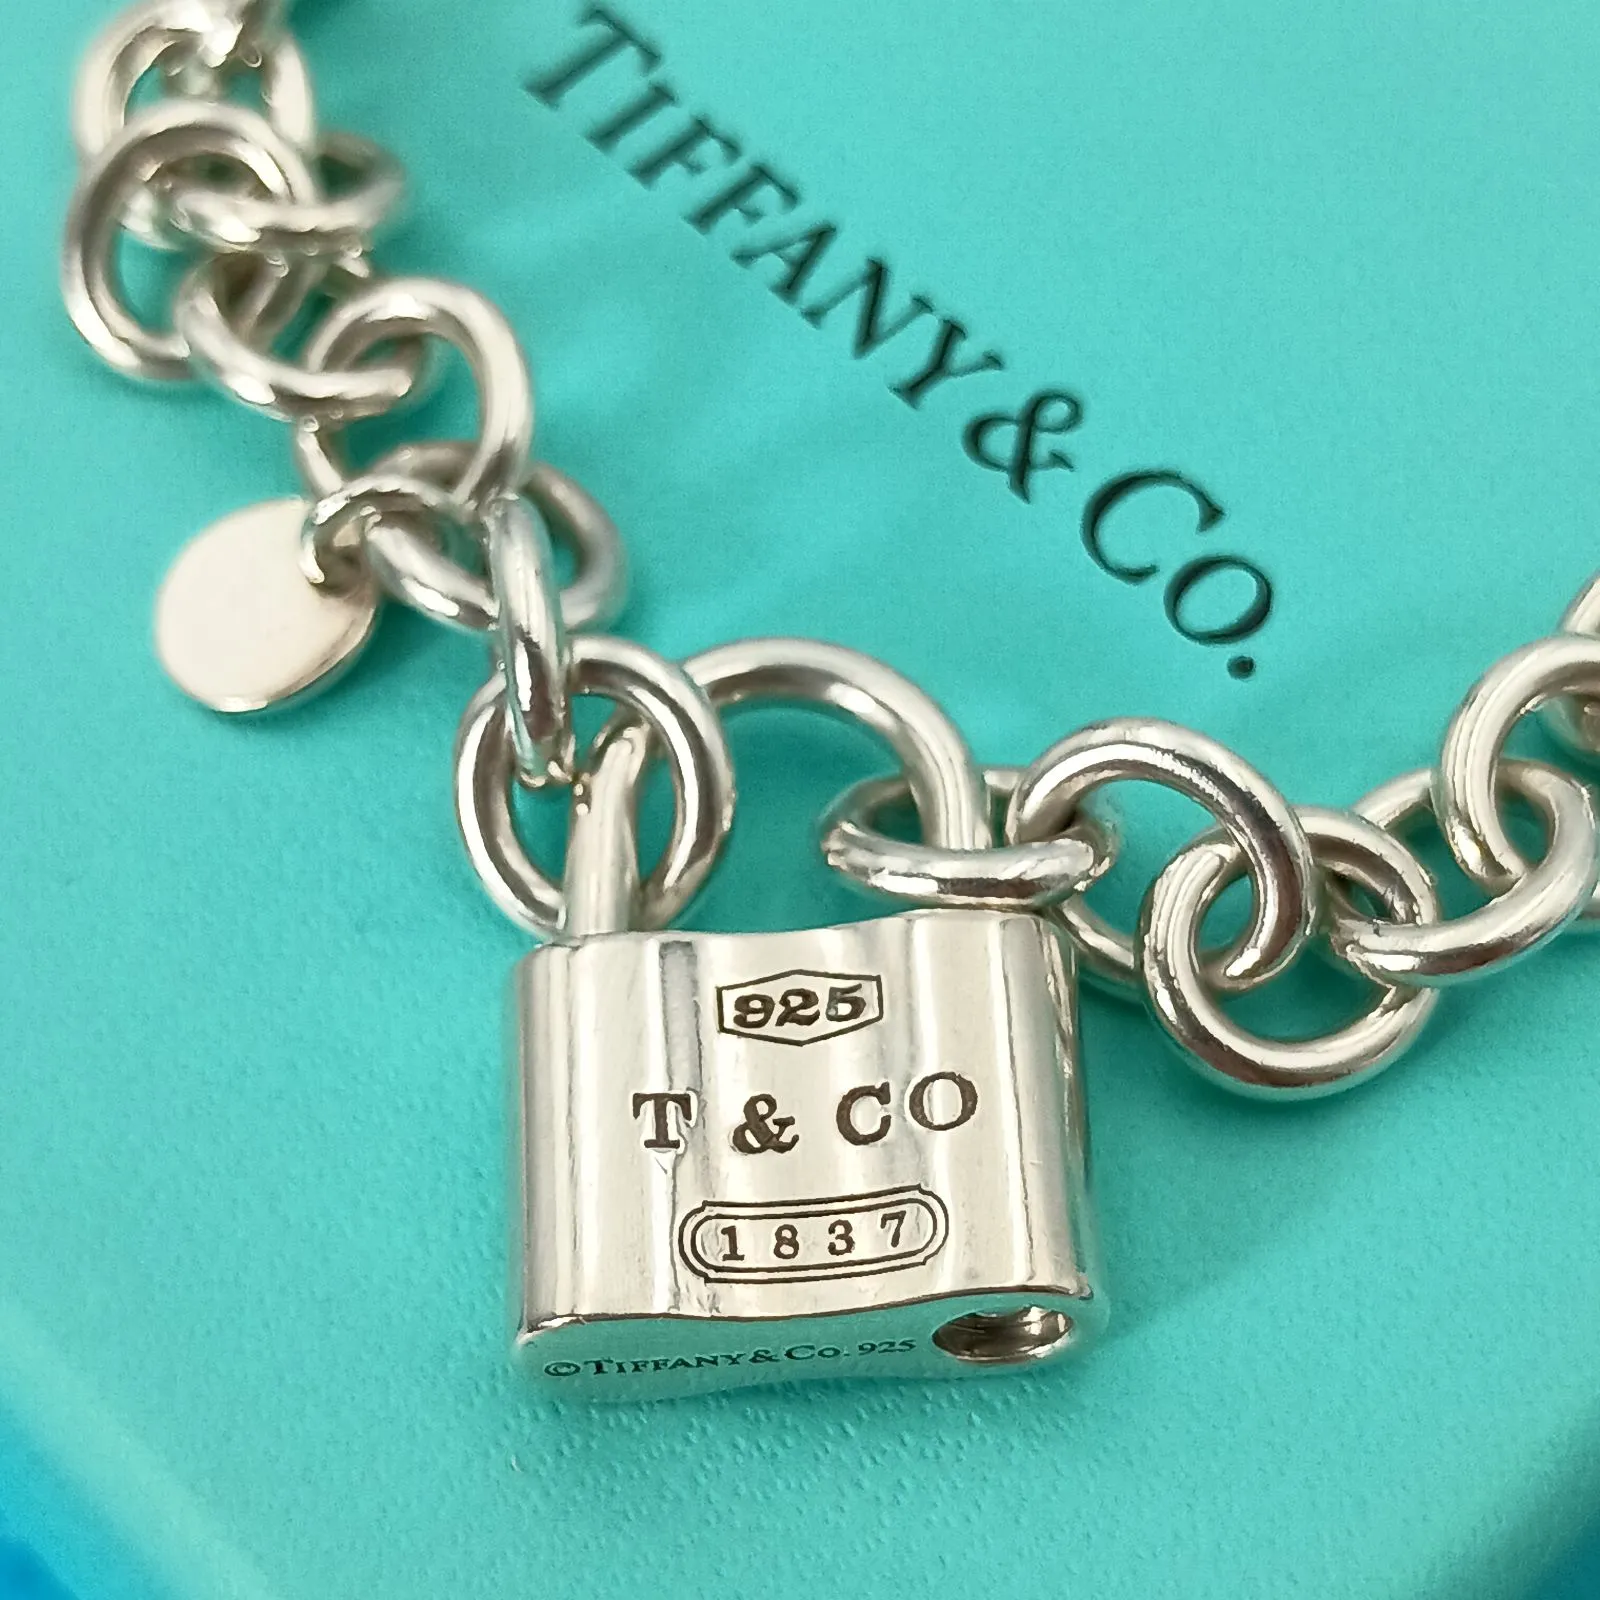 TIFFANY & CO.
925
T & CO
1837
©TIFFANY & CO. 925